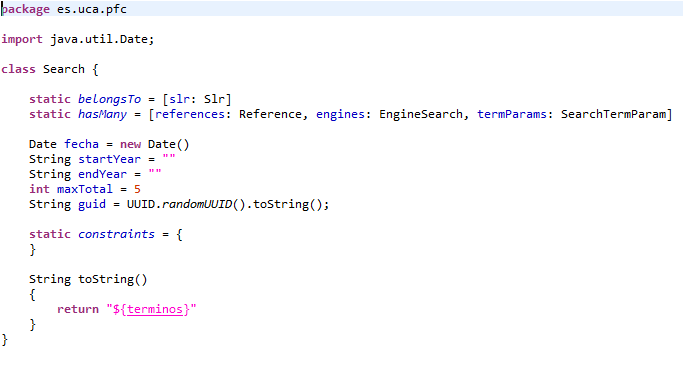 package es.uca.pfc
import java.util.Date;
class Search {
static belongsTo = [slr: Slr]
static hasMany = [references: Reference, engines: EngineSearch, termParams: SearchTermParam]
Date fecha = new Date()
String startYear = ""
String endYear = ""
int maxTotal = 5
String guid = UUID.randomUUID().toString();
static constraints = {
}
String toString()
{
return "${terminos}"
}
}